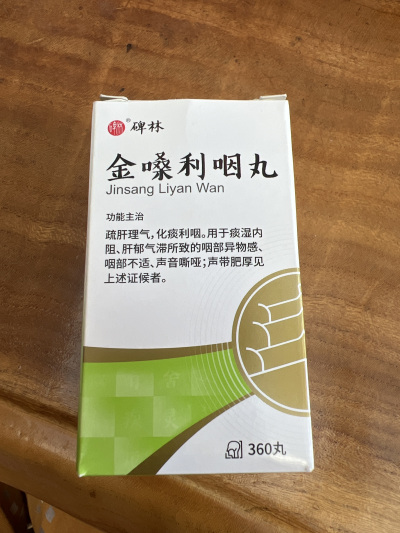 ®碑林
金嗓利咽丸
Jinsang Liyan Wan
功能主治
疏肝理气，化痰利咽。用于痰湿内
阻、肝郁气滞所致的咽部异物感、
咽部不适、声音嘶哑；声带肥厚见
上述证候者。
360丸